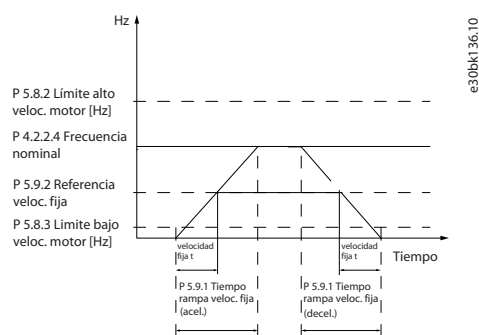 Hz
e30bk136.10
P 5.8.2 Límite alto
veloc. motor [Hz]
P 4.2.2.4 Frecuencia
nominal
P 5.9.2 Referencia
veloc. fija
P 5.8.3 Limite bajo
veloc. motor [Hz]
velocidad
fija t
velocidad
fija t
Tiempo
P 5.9.1 Tiempo
rampa veloc. fija
(acel.)
P 5.9.1 Tiempo
rampa veloc. fija
(decel.)